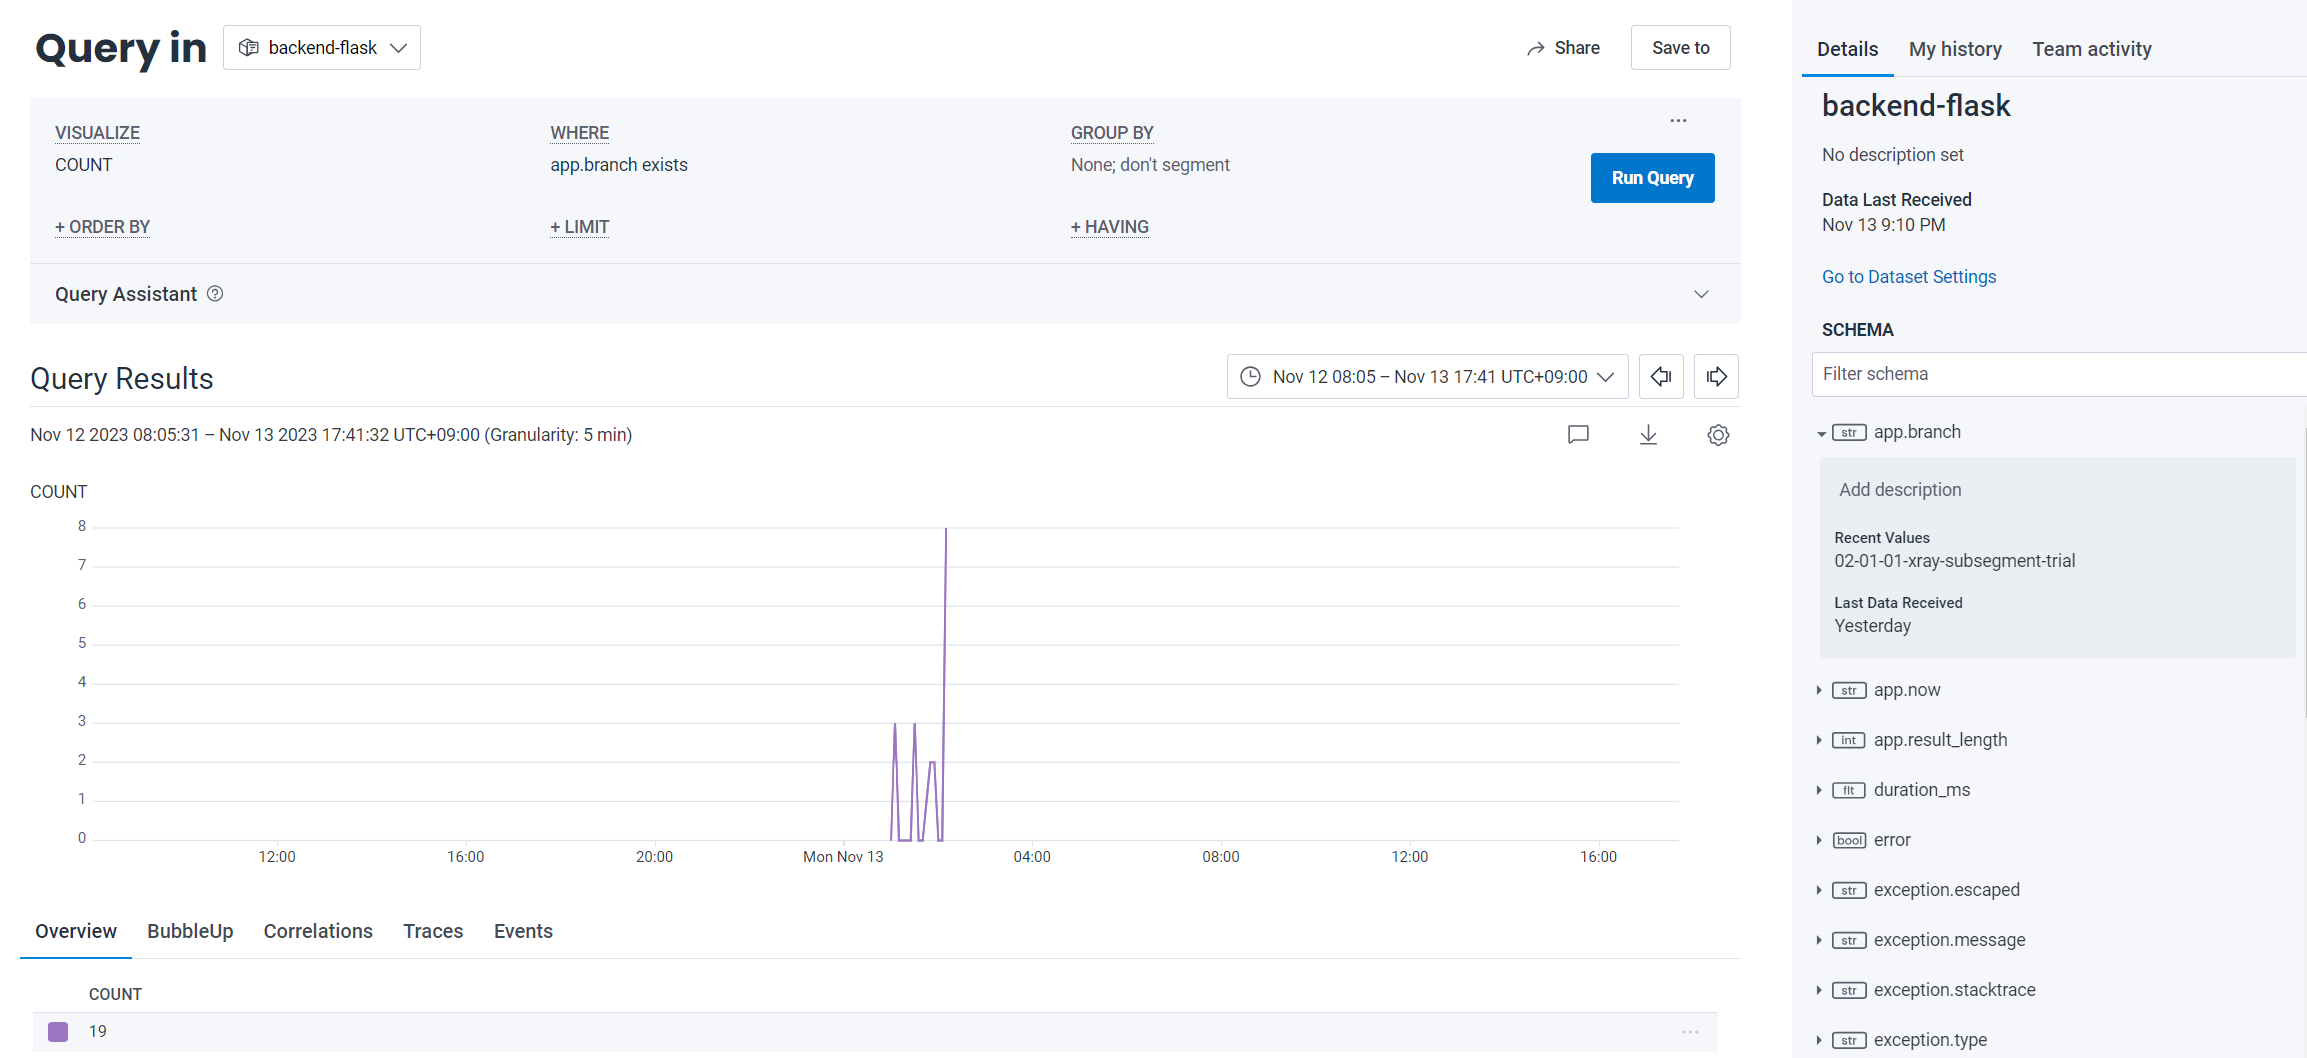 Query in
backend-flask
Share
Save to
VISUALIZE
COUNT
WHERE
app.branch exists
GROUP BY
None; don't segment
...
Run Query
+ ORDER BY
+ LIMIT
+ HAVING
Query Assistant ?
Query Results
Nov 12 08:05 – Nov 13 17:41 UTC+09:00
Nov 12 2023 08:05:31 – Nov 13 2023 17:41:32 UTC+09:00 (Granularity: 5 min)
COUNT
8
7
6
5
4
3
2
1
0
12:00
16:00
20:00
Mon Nov 13
04:00
08:00
12:00
16:00
Overview
BubbleUp
Correlations
Traces
Events
COUNT
19
...
Details
My history
Team activity
backend-flask
No description set
Data Last Received
Nov 13 9:10 PM
Go to Dataset Settings
SCHEMA
Filter schema
str app.branch
Add description
Recent Values
02-01-01-xray-subsegment-trial
Last Data Received
Yesterday
str app.now
int app.result_length
flt duration_ms
bool error
str exception.escaped
str exception.message
str exception.stacktrace
str exception.type